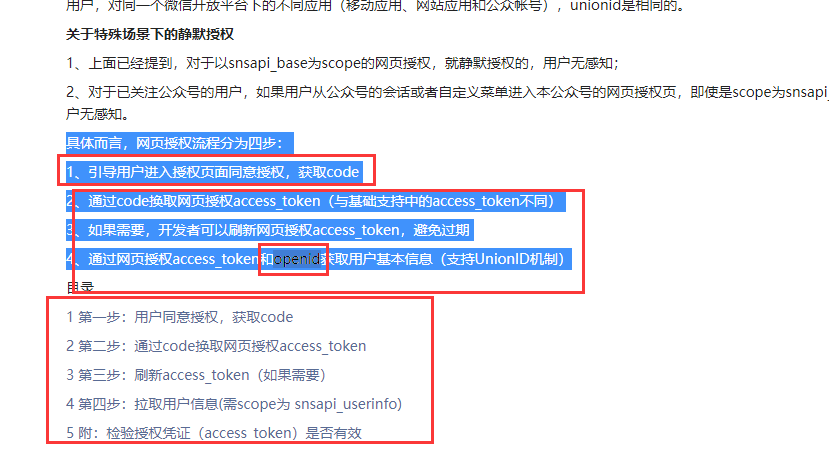 用户，对同一个微信开放平台下的不同应用（移动应用、网站应用和公众帐号），unionid是相同的。
关于特殊场景下的静默授权
1、上面已经提到，对于以snsapi_base为scope的网页授权，就静默授权的，用户无感知；
2、对于已关注公众号的用户，如果用户从公众号的会话或者自定义菜单进入本公众号的网页授权页，即使是scope为snsapi_
户无感知。
具体而言，网页授权流程分为四步：
1、引导用户进入授权页面同意授权，获取code
2、通过code换取网页授权access_token（与基础支持中的access_token不同）
3、如果需要，开发者可以刷新网页授权access_token，避免过期
4、通过网页授权access_token和openid获取用户基本信息（支持UnionID机制）
目录
1 第一步：用户同意授权，获取code
2 第二步：通过code换取网页授权access_token
3 第三步：刷新access_token（如果需要）
4 第四步：拉取用户信息(需scope为 snsapi_userinfo)
5 附：检验授权凭证（access_token）是否有效